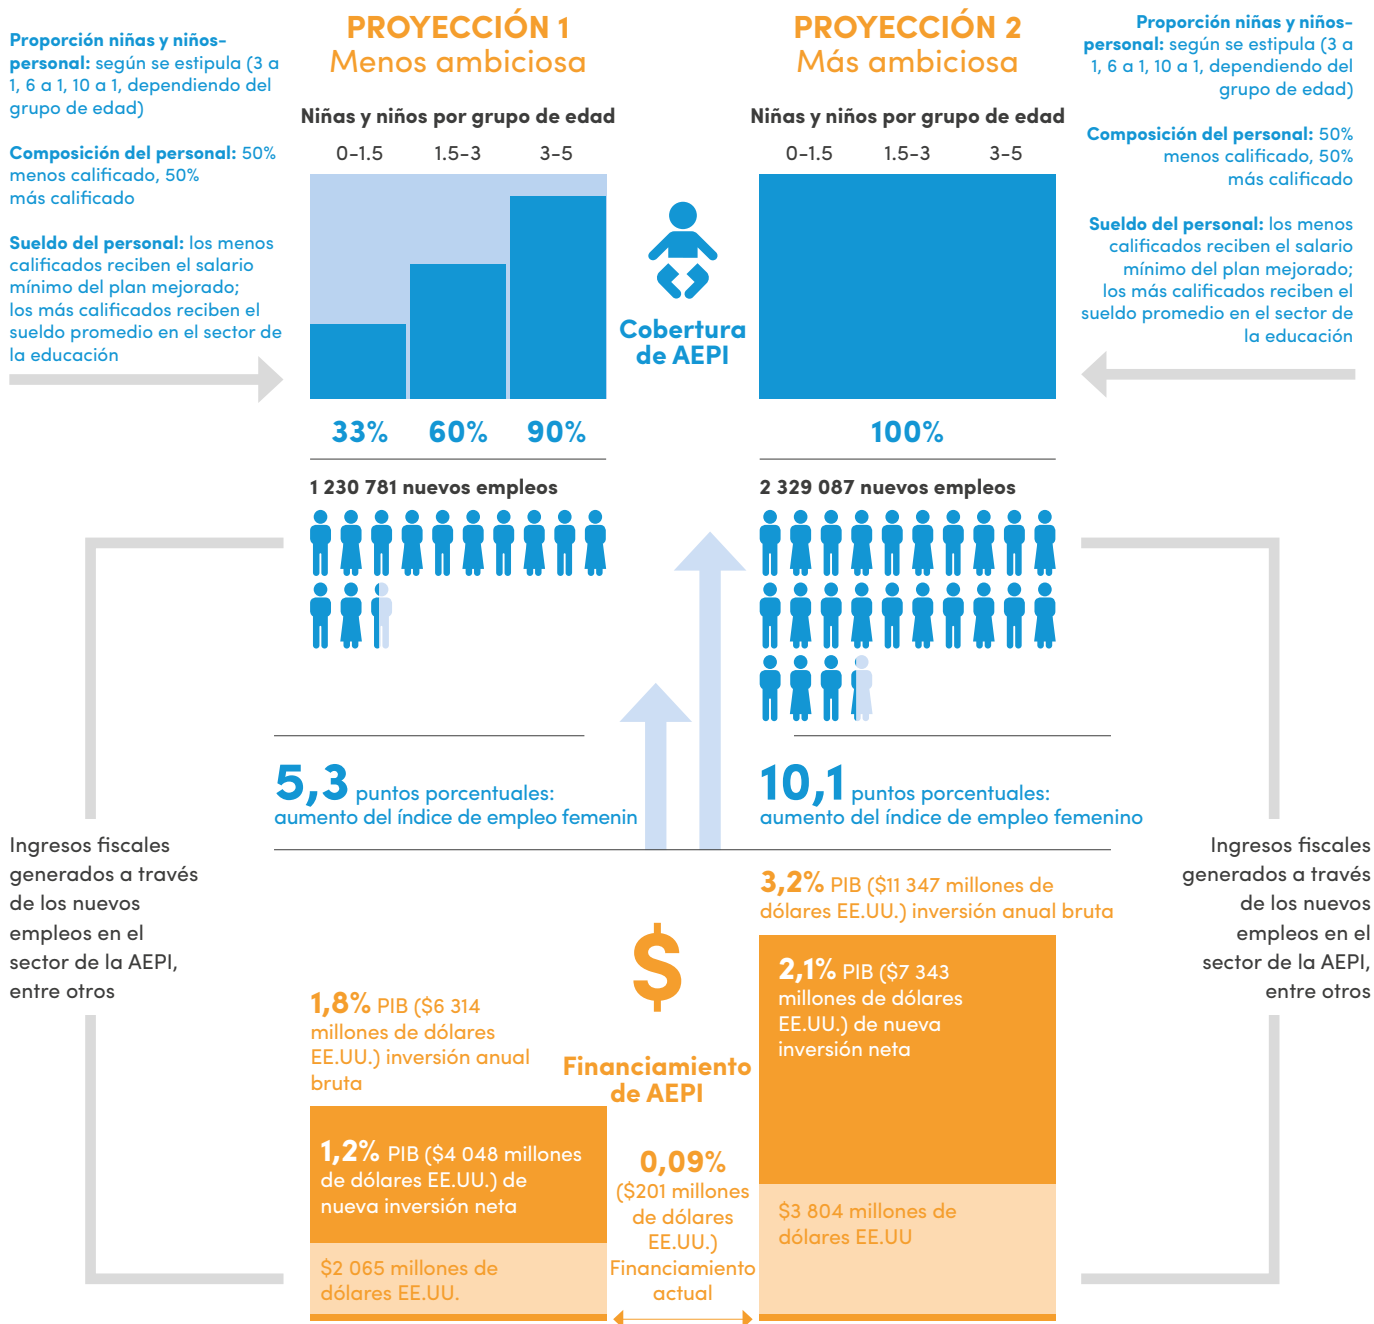 Proporción niñas y niños-
personal: según se estipula (3 a
1, 6 a 1, 10 a 1, dependiendo del
grupo de edad)
Composición del personal: 50%
menos calificado, 50%
más calificado
Sueldo del personal: los menos
calificados reciben el salario
mínimo del plan mejorado;
los más calificados reciben el
sueldo promedio en el sector de
la educación
PROYECCIÓN 1
Menos ambiciosa
Niñas y niños por grupo de edad
0-1.5 1.5-3 3-5
33% 60% 90%
1 230 781 nuevos empleos
5,3 puntos porcentuales:
aumento del índice de empleo femenin
Cobertura
de AEPI
PROYECCIÓN 2
Más ambiciosa
Niñas y niños por grupo de edad
0-1.5 1.5-3 3-5
100%
2 329 087 nuevos empleos
10,1 puntos porcentuales:
aumento del índice de empleo femenino
Proporción niñas y niños-
personal: según se estipula (3 a
1, 6 a 1, 10 a 1, dependiendo del
grupo de edad)
Composición del personal: 50%
menos calificado, 50%
más calificado
Sueldo del personal: los menos
calificados reciben el salario
mínimo del plan mejorado;
los más calificados reciben el
sueldo promedio en el sector de
la educación
Ingresos fiscales
generados a través
de los nuevos
empleos en el
sector de la AEPI,
entre otros
1,8% PIB ($6 314
millones de dólares
EE.UU.) inversión anual
bruta
1,2% PIB ($4 048 millones
de dólares EE.UU.) de
nueva inversión neta
$2 065 millones de
dólares EE.UU.
$
Financiamiento
de AEPI
0,09%
($201 millones
de dólares
EE.UU.)
Financiamiento
actual
3,2% PIB ($11 347 millones de
dólares EE.UU.) inversión anual bruta
2,1% PIB ($7 343
millones de dólares
EE.UU.) de nueva
inversión neta
$3 804 millones de
dólares EE.UU
Ingresos fiscales
generados a través
de los nuevos
empleos en el
sector de la AEPI,
entre otros